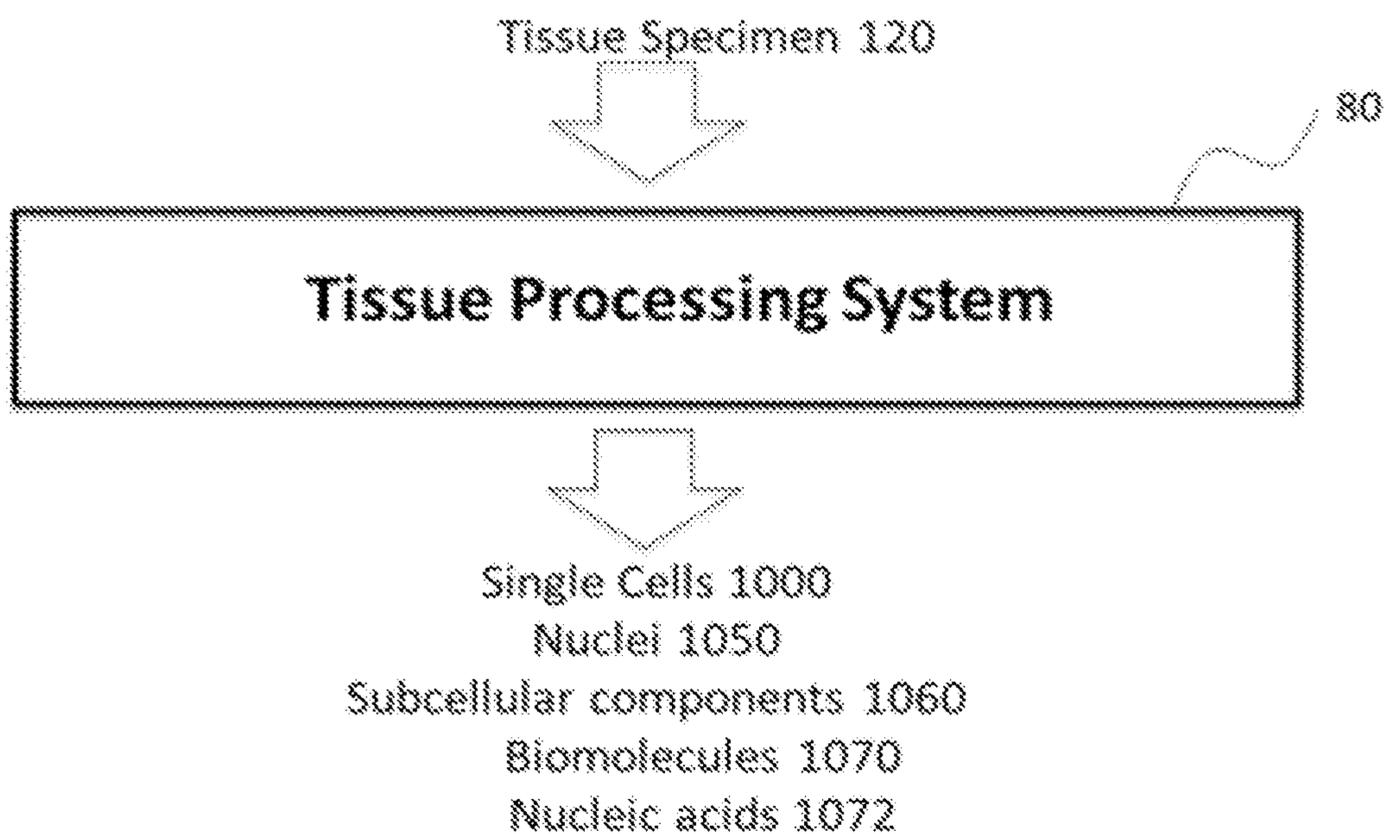 Tissue Specimen 120
80
Tissue Processing System
Single Cells 1000
Nuclei 1050
Subcellular components 1060
Biomolecules 1070
Nucleic acids 1072